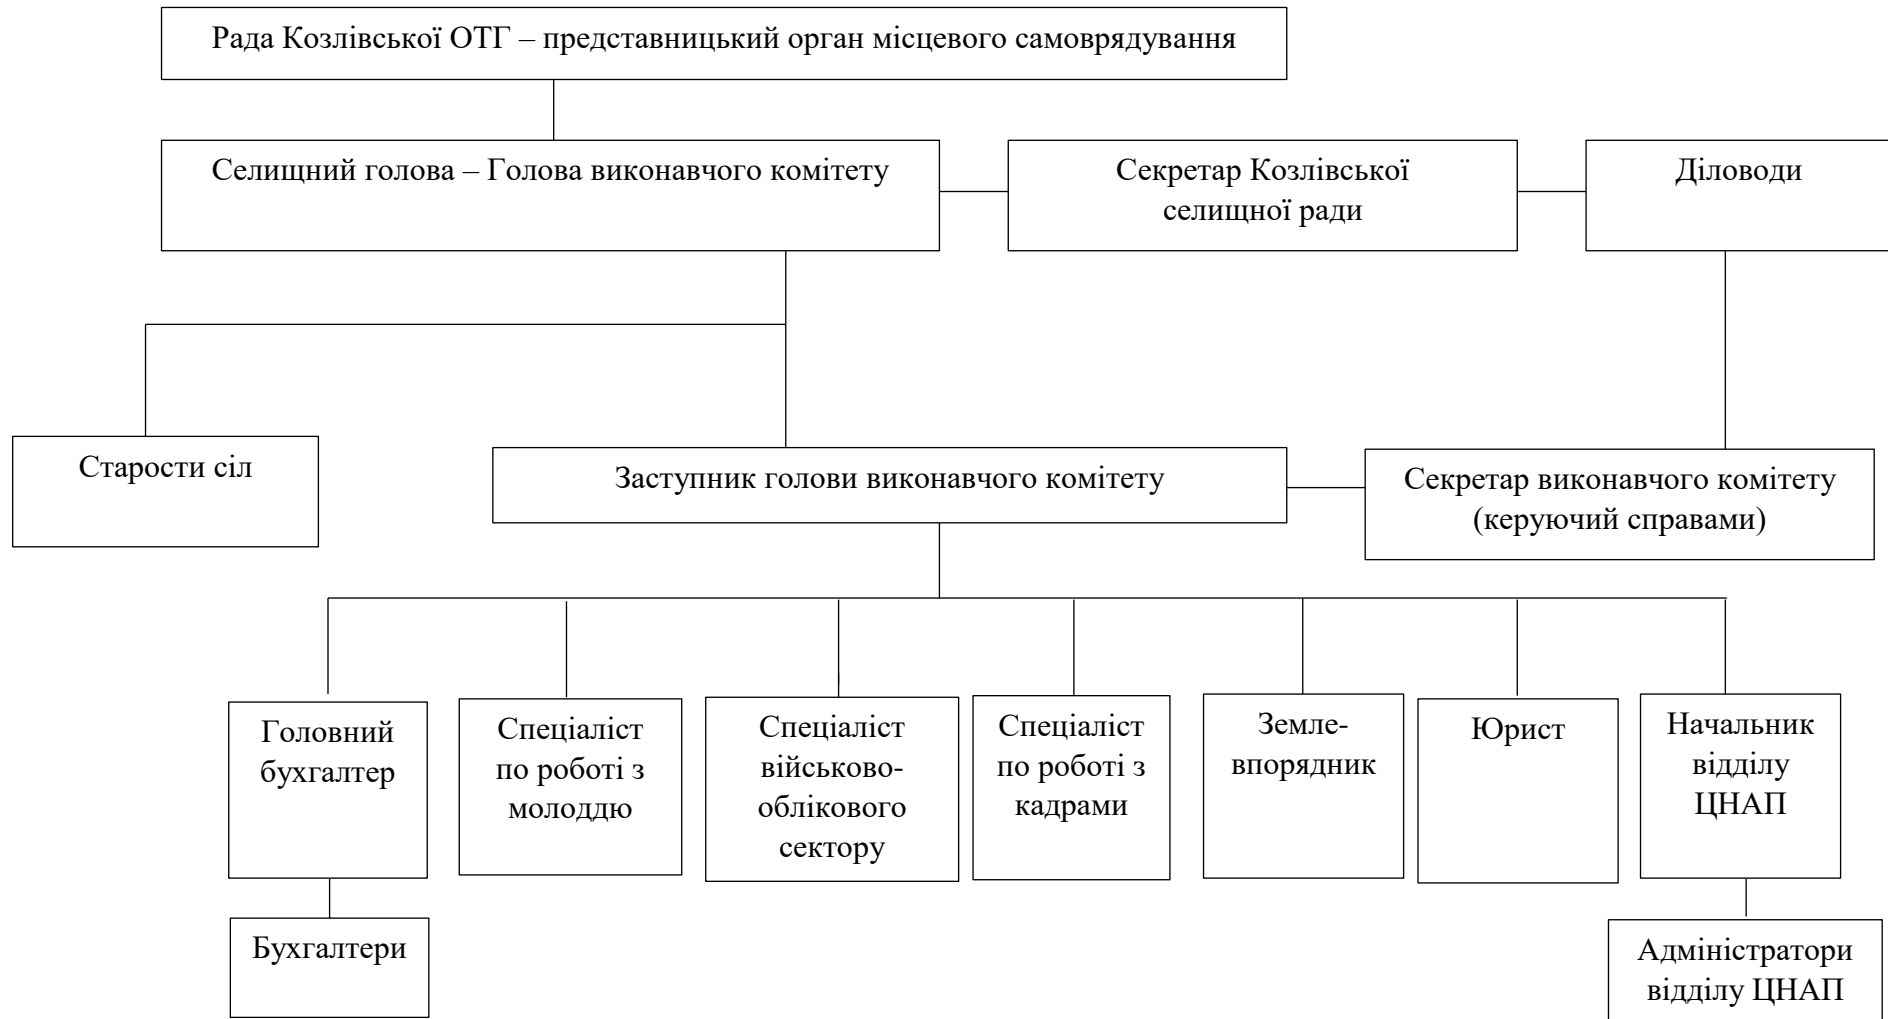 Рада Козлівської ОТГ – представницький орган місцевого самоврядування
Селищний голова – Голова виконавчого комітету
Секретар Козлівської
селищної ради
Діловоди
Старости сіл
Заступник голови виконавчого комітету
Секретар виконавчого комітету
(керуючий справами)
Головний
бухгалтер
Спеціаліст
по роботі з
молоддю
Спеціаліст
військово-
облікового
сектору
Спеціаліст
по роботі з
кадрами
Земле-
впорядник
Юрист
Начальник
відділу
ЦНАП
Бухгалтери
Адміністратори
відділу ЦНАП